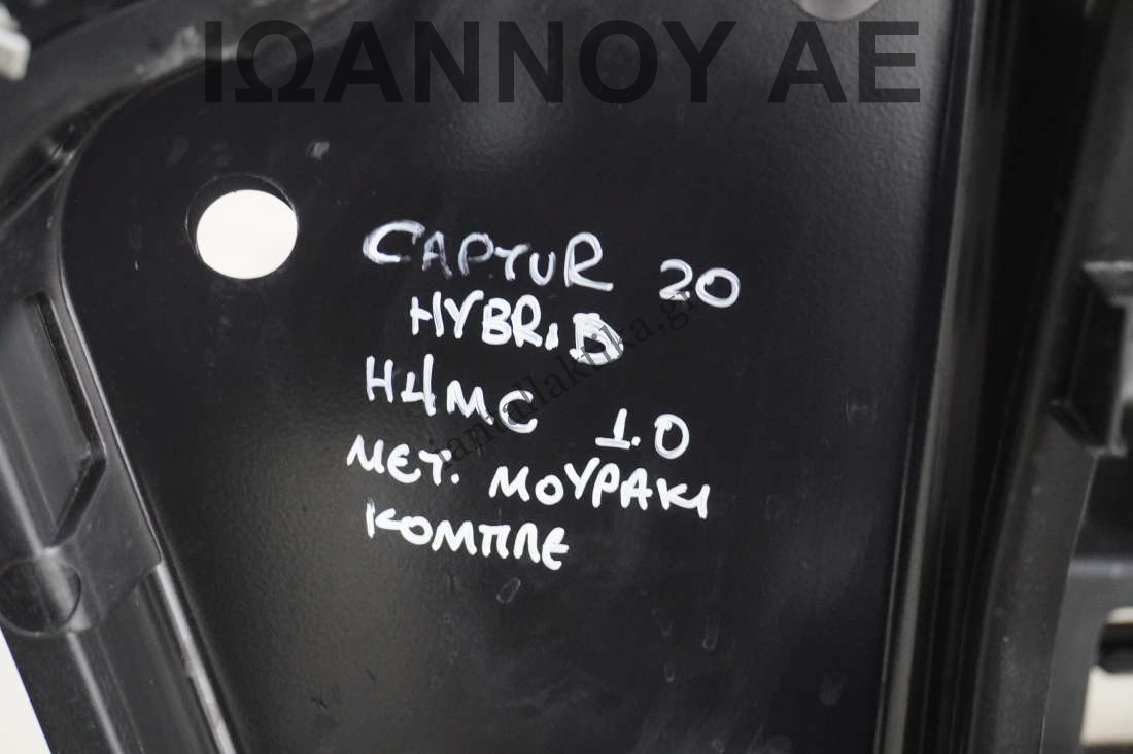 ΙΩΑΝΝΟΥ ΑΕ
CAPTUR 20
HYBRID
H4MC 1.0
ΜΕΤ. ΜΟΥΡΑΚΙ
ΚΟΜΠΛΕ